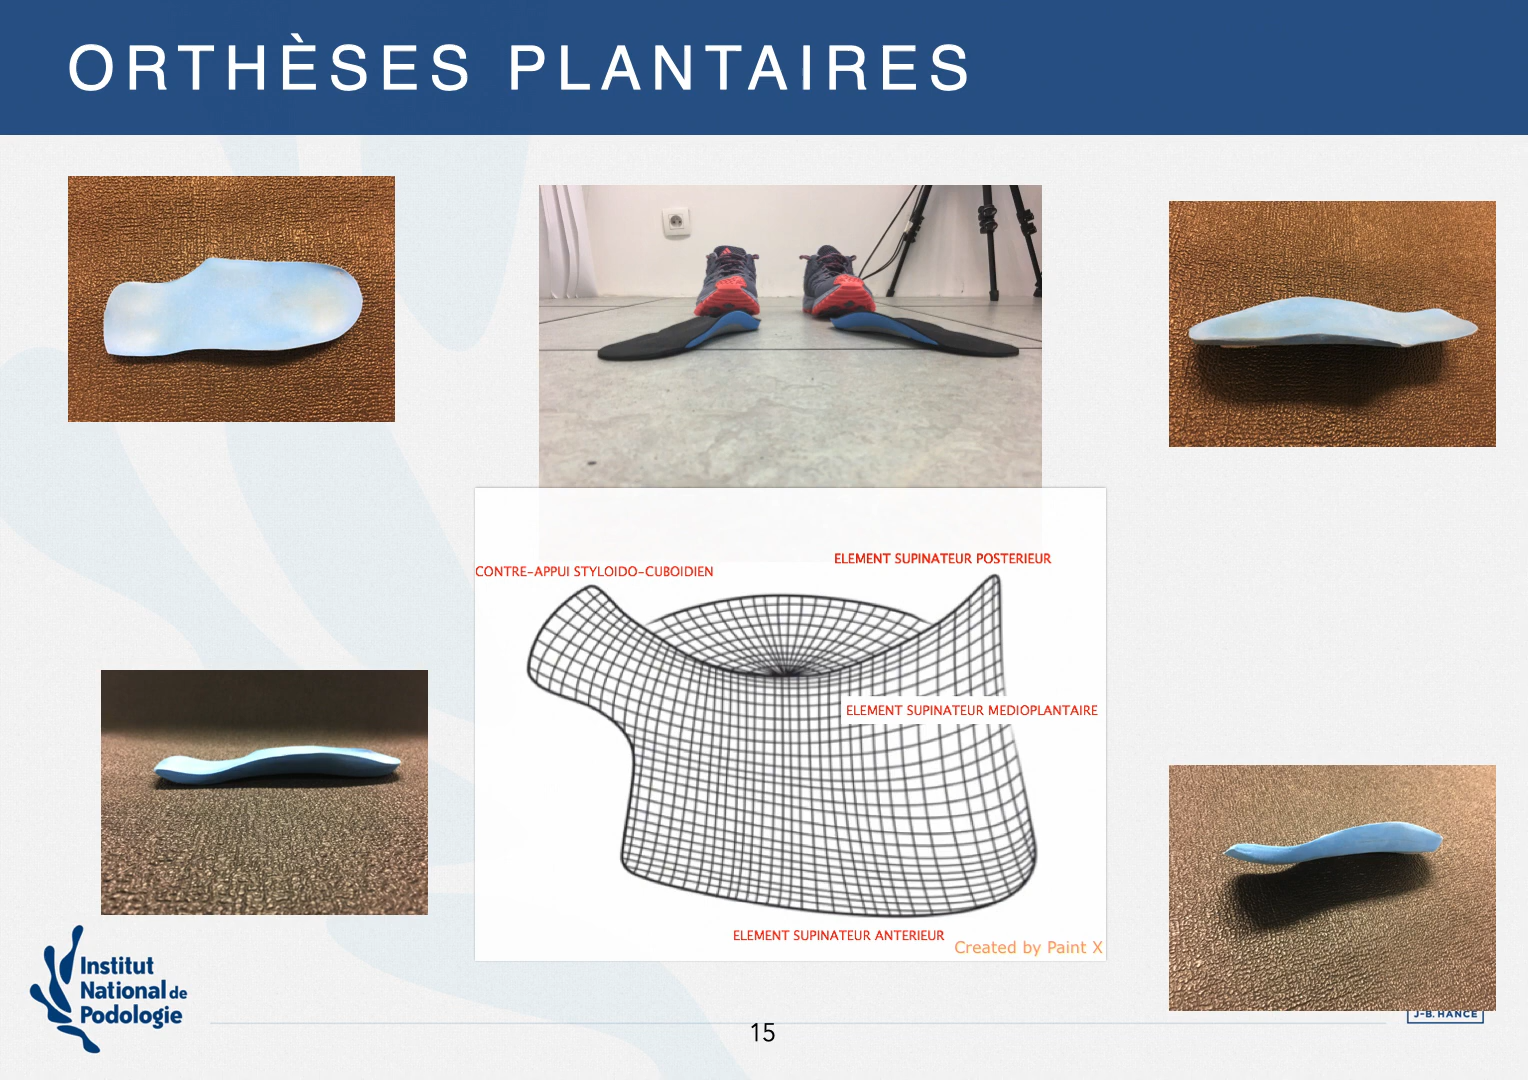 ORTHÈSES PLANTAIRES
ELEMENT SUPINATEUR POSTERIEUR
CONTRE-APPUI STYLOIDO-CUBOIDIEN
ELEMENT SUPINATEUR MEDIOPLANTAIRE
ELEMENT SUPINATEUR ANTERIEUR
Created by Paint X
Institut
National de
Podologie
J-B. HANCE
15